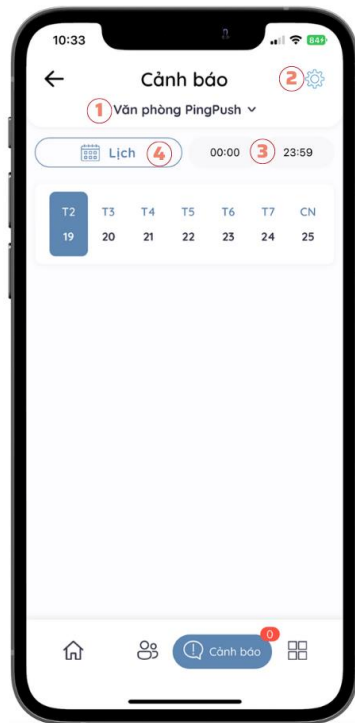 10:33 84
Cảnh báo 2
1 Văn phòng PingPush
Lịch 4 00:00 3 23:59
T2 T3 T4 T5 T6 T7 CN
19 20 21 22 23 24 25
0
Cảnh báo